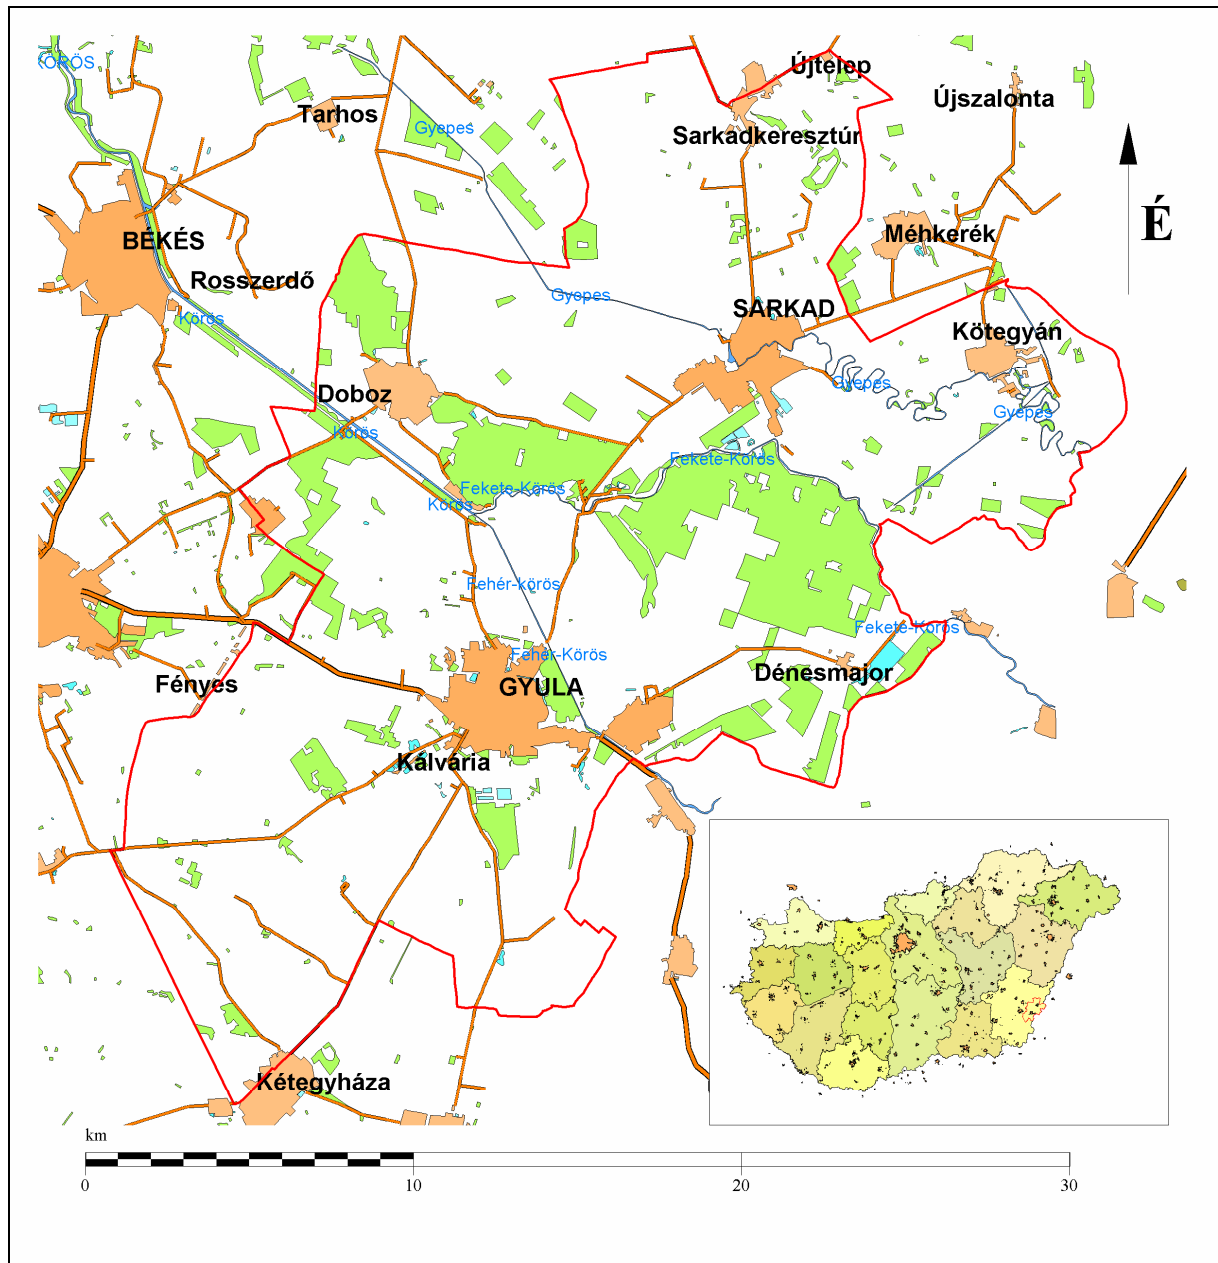 KÖRÖS
Újtelep
Újszalonta
Tarhos
Gyepes
Sarkadkeresztúr
É
BÉKÉS
Méhkerék
Rosszerdő
Gyepes
SARKAD
Körös
Kötegyán
Gyepes
Doboz
Gyepes
Körös
Fekete-Körös
Fekete-Körös
Körös
Fehér-körös
Fekete-Körös
Fehér-Körös
Dénesmajor
Fényes
GYULA
Kálvária
Kétegyháza
km
0 10 20 30